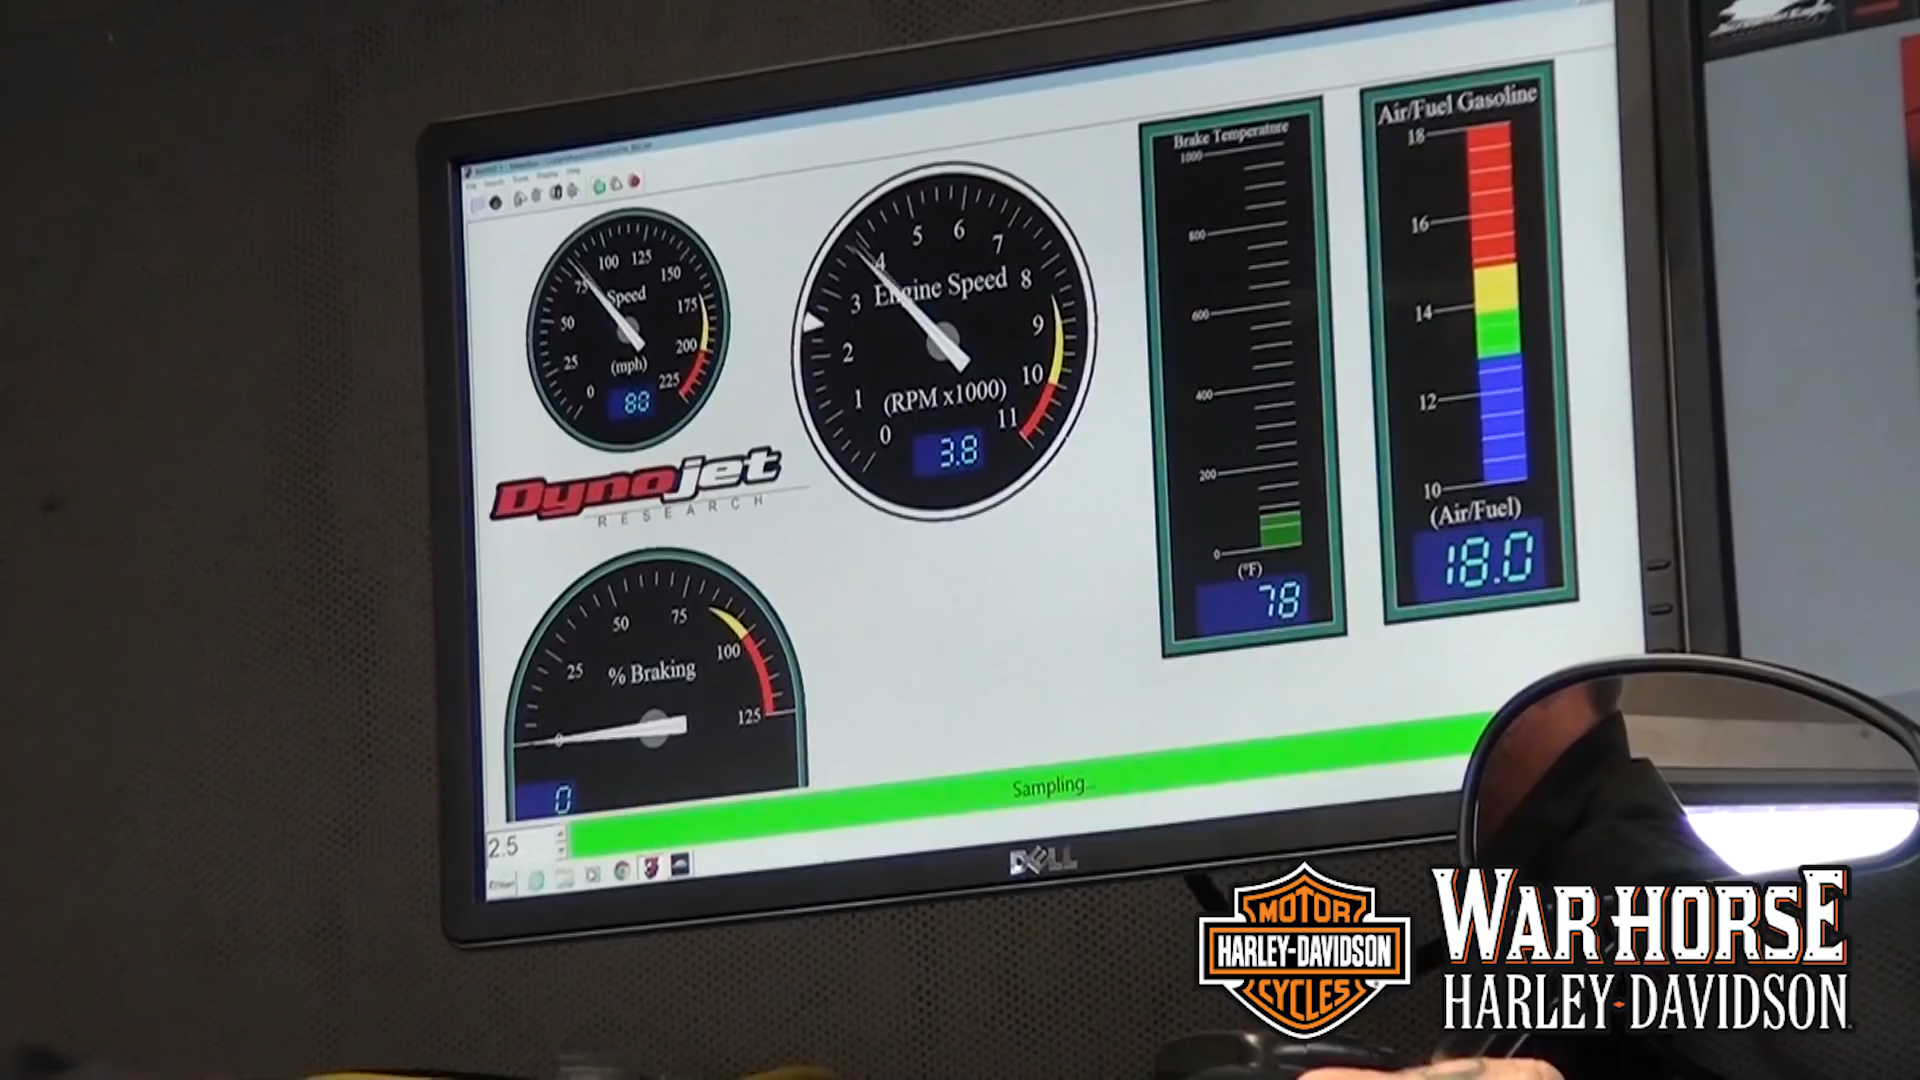 100 125
75 150
Speed 175
50
25 (mph) 200
0 225
80
Dynojet
RESEARCH
5 6 7
4
3 Engine Speed 8
2 9
1 (RPM x1000) 10
0 11
3.8
Brake Temperature
1000
800
600
400
200
0
(°F)
78
Air/Fuel Gasoline
18
16
14
12
10
(Air/Fuel)
18.0
50 75
25 % Braking 100
0 125
0
Sampling...
2.5
DELL
MOTOR
HARLEY-DAVIDSON
CYCLES
WAR HORSE
HARLEY-DAVIDSON